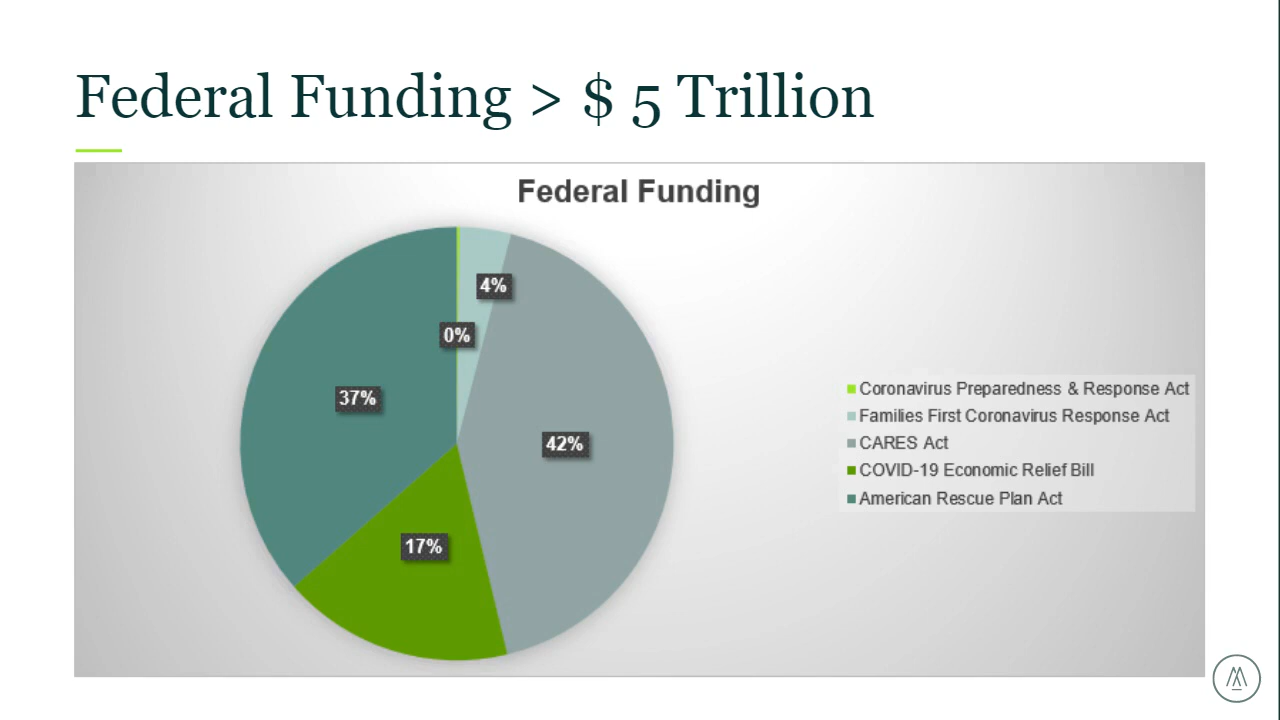 Federal Funding > $ 5 Trillion
Federal Funding
4%
0%
37%
42%
17%
Coronavirus Preparedness & Response Act
Families First Coronavirus Response Act
CARES Act
COVID-19 Economic Relief Bill
American Rescue Plan Act